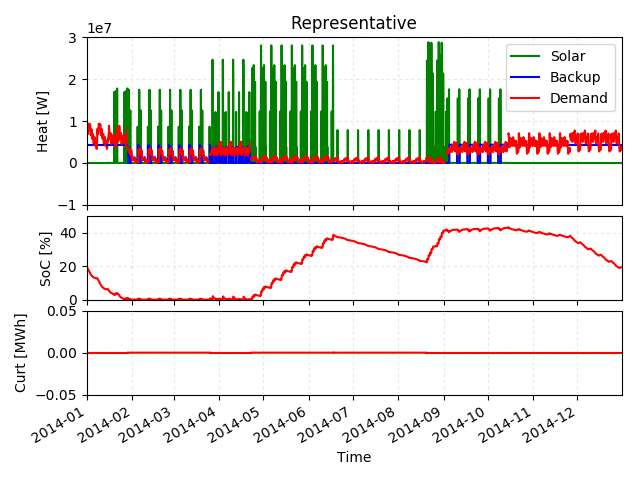 Representative
1e7
3
2
1
0
−1
Heat [W]
Solar
Backup
Demand
40
20
0
SoC [%]
0.05
0.00
−0.05
Curt [MWh]
2014-01
2014-02
2014-03
2014-04
2014-05
2014-06
2014-07
2014-08
2014-09
2014-10
2014-11
2014-12
Time